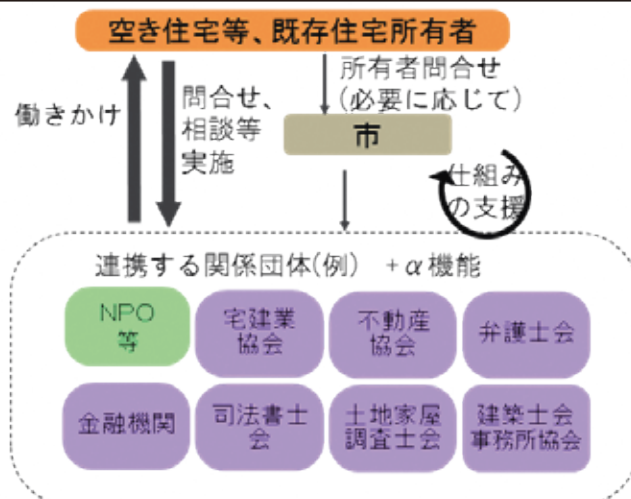 空き住宅等、既存住宅所有者
働きかけ
問合せ、
相談等
実施
所有者問合せ
(必要に応じて)
市
仕組み
の支援
連携する関係団体(例) +α機能
NPO
等
宅建業
協会
不動産
協会
弁護士会
金融機関
司法書士
会
土地家屋
調査士会
建築士会
事務所協会